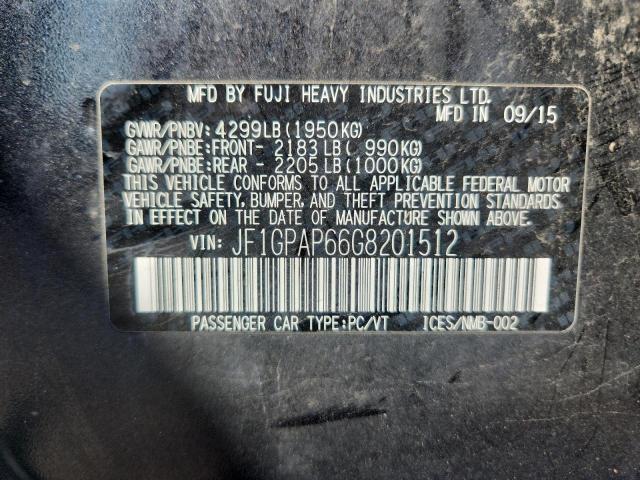 MFD BY FUJI HEAVY INDUSTRIES LTD.
MFD IN 09/15
GVWR/PNBV: 4299LB(1950KG)
GAWR/PNBE:FRONT- 2183LB( 990KG)
GAWR/PNBE:REAR - 2205LB(1000KG)
THIS VEHICLE CONFORMS TO ALL APPLICABLE FEDERAL MOTOR
VEHICLE SAFETY, BUMPER, AND THEFT PREVENTION STANDARDS
IN EFFECT ON THE DATE OF MANUFACTURE SHOWN ABOVE.
VIN: JF1GPAP66G8201512
PASSENGER CAR TYPE:PC/VT ICES/NMB-002